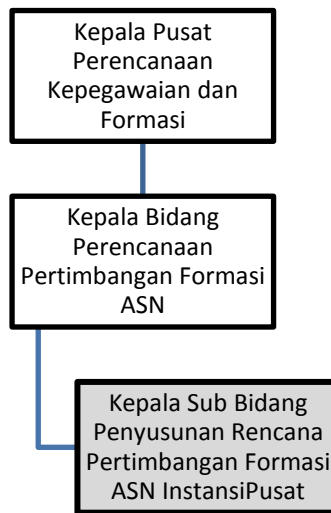 Kepala Pusat
Perencanaan
Kepegawaian dan
Formasi
Kepala Bidang
Perencanaan
Pertimbangan Formasi
ASN
Kepala Sub Bidang
Penyusunan Rencana
Pertimbangan Formasi
ASN InstansiPusat